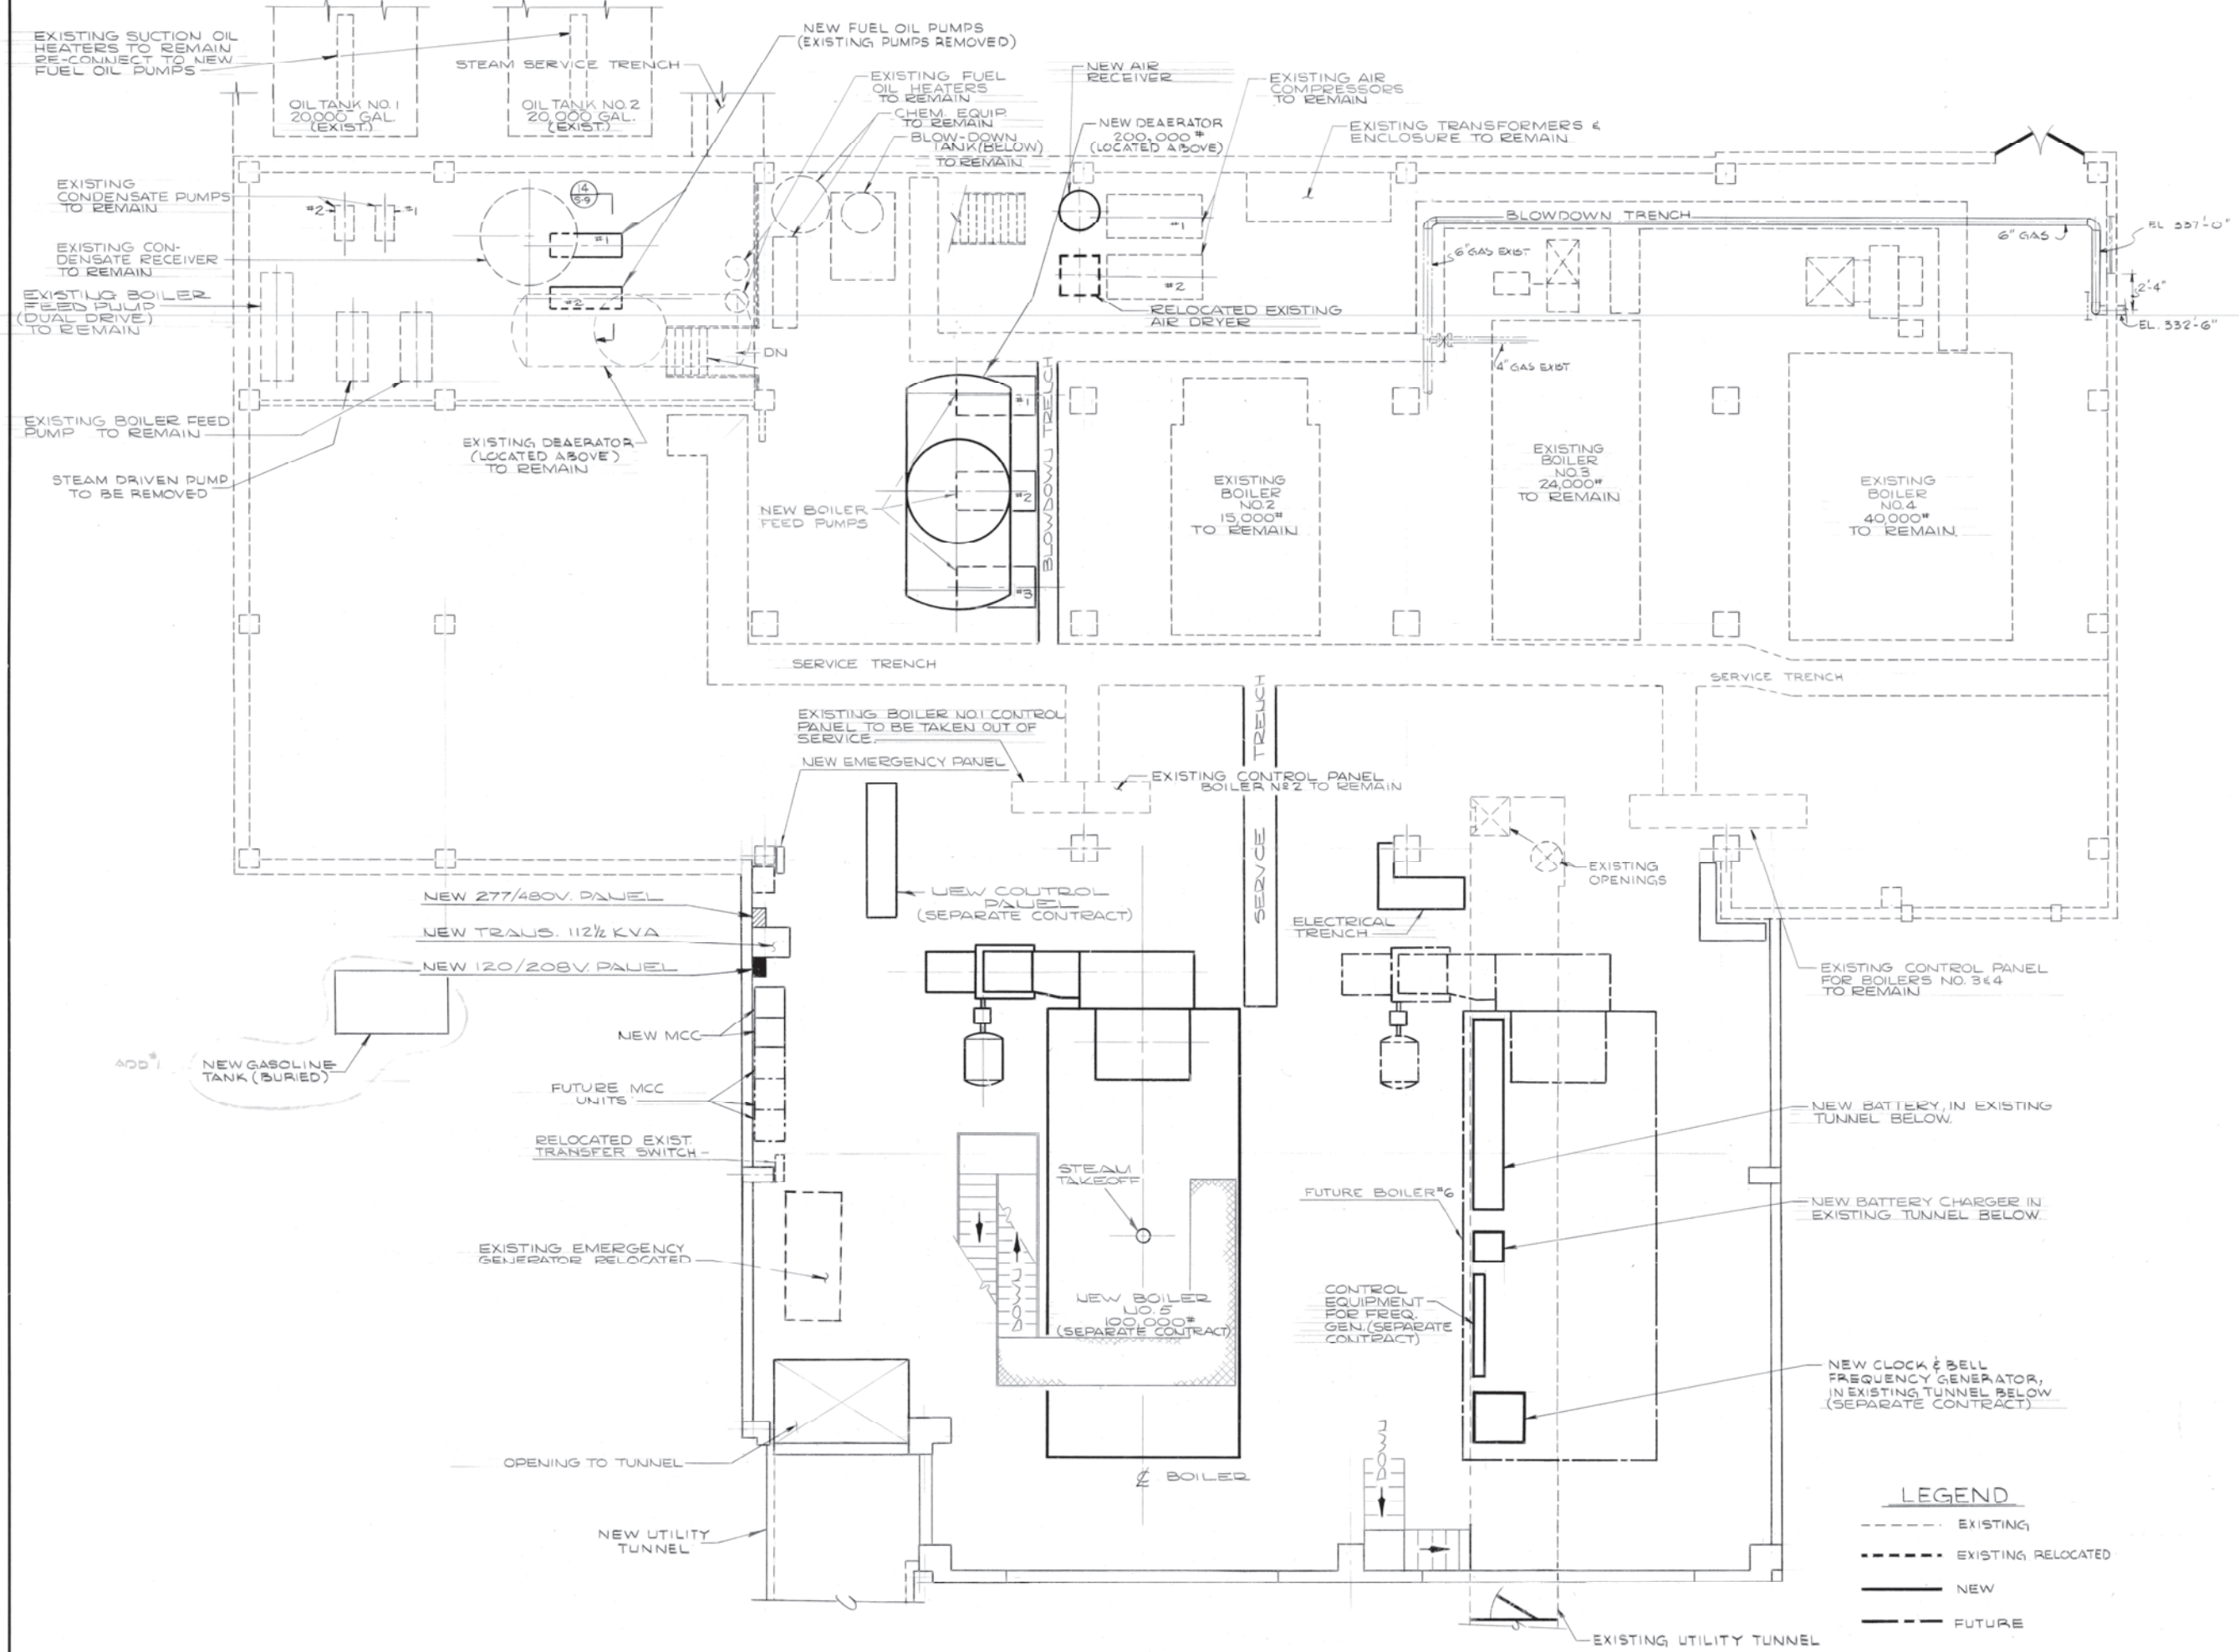 EXISTING SUCTION OIL
HEATERS TO REMAIN
RE-CONNECT TO NEW
FUEL OIL PUMPS
OIL TANK NO. 1
20,000 GAL.
(EXIST.)
OIL TANK NO. 2
20,000 GAL.
(EXIST.)
STEAM SERVICE TRENCH
NEW FUEL OIL PUMPS
(EXISTING PUMPS REMOVED)
EXISTING FUEL
OIL HEATERS
TO REMAIN
CHEM. EQUIP.
TO REMAIN
BLOW-DOWN
TANK (BELOW)
TO REMAIN
NEW AIR
RECEIVER
NEW DEAERATOR
200,000#
(LOCATED ABOVE)
EXISTING AIR
COMPRESSORS
TO REMAIN
EXISTING TRANSFORMERS &
ENCLOSURE TO REMAIN
EXISTING
CONDENSATE PUMPS
TO REMAIN
#2
#1
14
S-9
#1
#2
EXISTING CON-
DENSATE RECEIVER
TO REMAIN
EXISTING BOILER
FEED PUMP
(DUAL DRIVE)
TO REMAIN
EXISTING BOILER FEED
PUMP TO REMAIN
STEAM DRIVEN PUMP
TO BE REMOVED
EXISTING DEAERATOR
(LOCATED ABOVE)
TO REMAIN
DN
#1
#2
RELOCATED EXISTING
AIR DRYER
BLOWDOWN TRENCH
6" GAS
6" GAS EXIST
4" GAS EXIST
EL 337'-0"
2'-4"
EL. 332'-6"
BLOWDOWN TRENCH
#1
#2
#3
NEW BOILER
FEED PUMPS
EXISTING
BOILER
NO.2
15,000#
TO REMAIN
EXISTING
BOILER
NO.3
24,000#
TO REMAIN
EXISTING
BOILER
NO.4
40,000#
TO REMAIN
SERVICE TRENCH
SERVICE TRENCH
SERVICE TRENCH
EXISTING BOILER NO.1 CONTROL
PANEL TO BE TAKEN OUT OF
SERVICE.
NEW EMERGENCY PANEL
EXISTING CONTROL PANEL
BOILER Nº2 TO REMAIN
NEW CONTROL
PANEL
(SEPARATE CONTRACT)
EXISTING
OPENINGS
ELECTRICAL
TRENCH
EXISTING CONTROL PANEL
FOR BOILERS NO. 3&4
TO REMAIN
NEW 277/480V. PANEL
NEW TRANS. 112½ KVA
NEW 120/208V. PANEL
ADD #1
NEW GASOLINE
TANK (BURIED)
NEW MCC
FUTURE MCC
UNITS
RELOCATED EXIST.
TRANSFER SWITCH
EXISTING EMERGENCY
GENERATOR RELOCATED
DOWN
STEAM
TAKEOFF
NEW BOILER
NO. 5
100,000#
(SEPARATE CONTRACT)
FUTURE BOILER #6
NEW BATTERY, IN EXISTING
TUNNEL BELOW.
NEW BATTERY CHARGER IN
EXISTING TUNNEL BELOW.
CONTROL
EQUIPMENT
FOR FREQ.
GEN. (SEPARATE
CONTRACT)
NEW CLOCK & BELL
FREQUENCY GENERATOR,
IN EXISTING TUNNEL BELOW
(SEPARATE CONTRACT)
OPENING TO TUNNEL
℄ BOILER
DOWN
NEW UTILITY
TUNNEL
EXISTING UTILITY TUNNEL
LEGEND
EXISTING
EXISTING RELOCATED
NEW
FUTURE